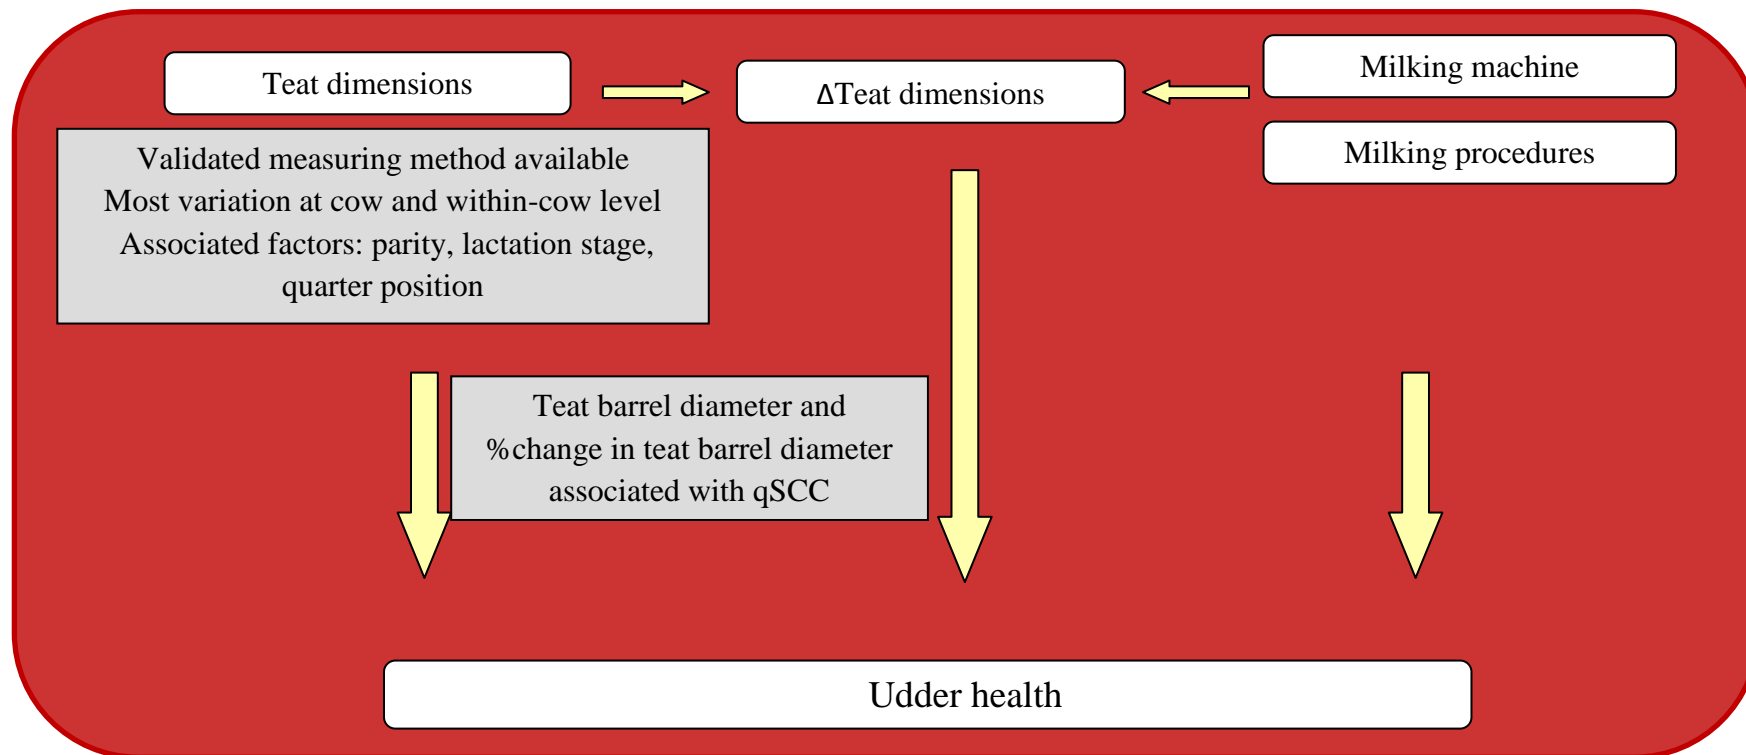 Teat dimensions
ΔTeat dimensions
Milking machine
Milking procedures
Validated measuring method available
Most variation at cow and within-cow level
Associated factors: parity, lactation stage,
quarter position
Teat barrel diameter and
%change in teat barrel diameter
associated with qSCC
Udder health